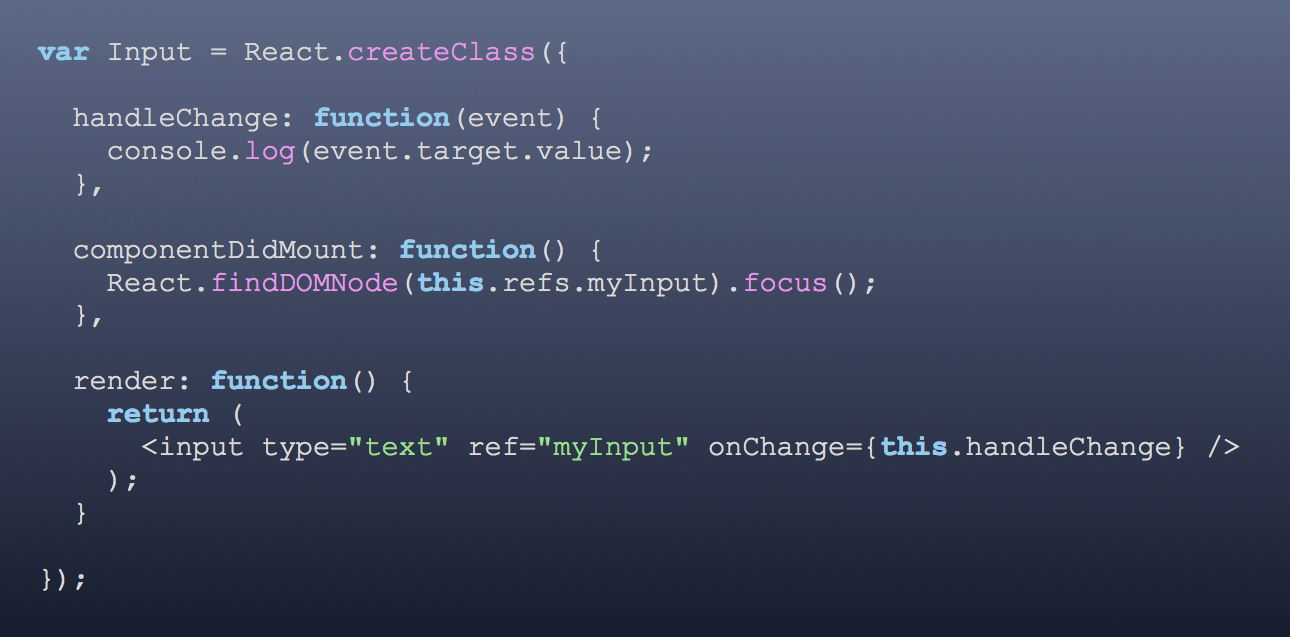 var Input = React.createClass({
  handleChange: function(event) {
    console.log(event.target.value);
  },
  componentDidMount: function() {
    React.findDOMNode(this.refs.myInput).focus();
  },
  render: function() {
    return (
      <input type="text" ref="myInput" onChange={this.handleChange} />
    );
  }
});